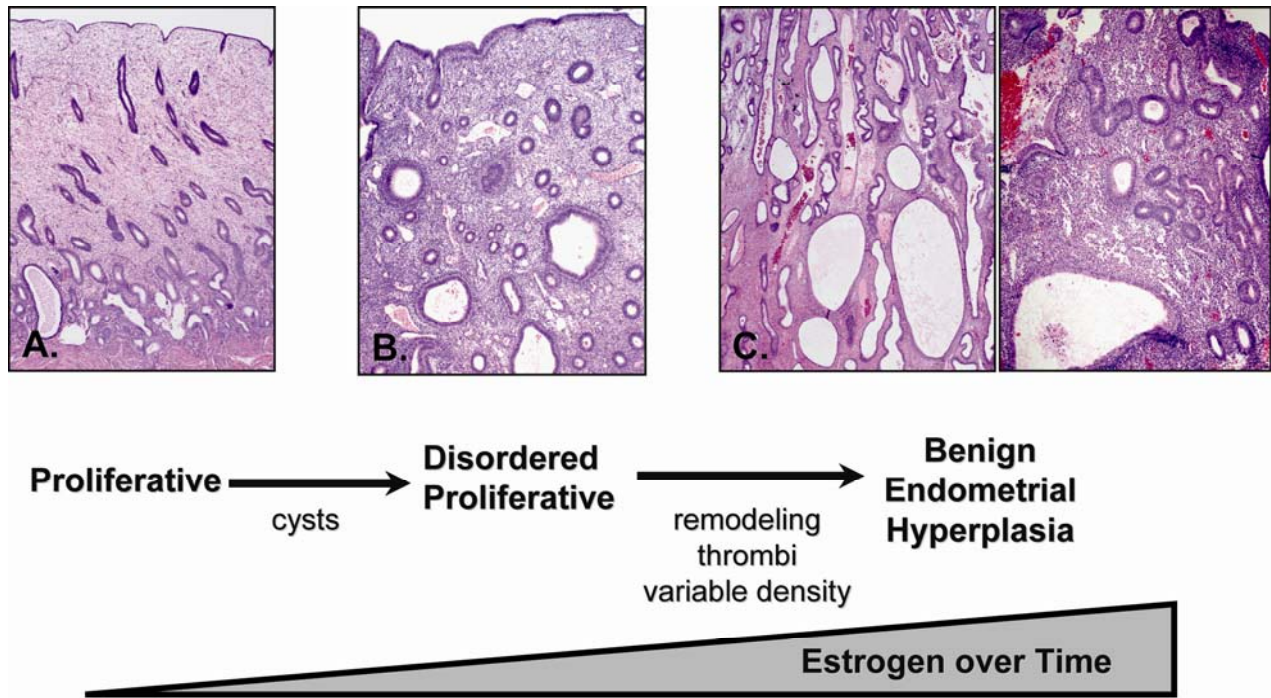 A.
B.
C.
Proliferative
cysts
Disordered
Proliferative
remodeling
thrombi
variable density
Benign
Endometrial
Hyperplasia
Estrogen over Time